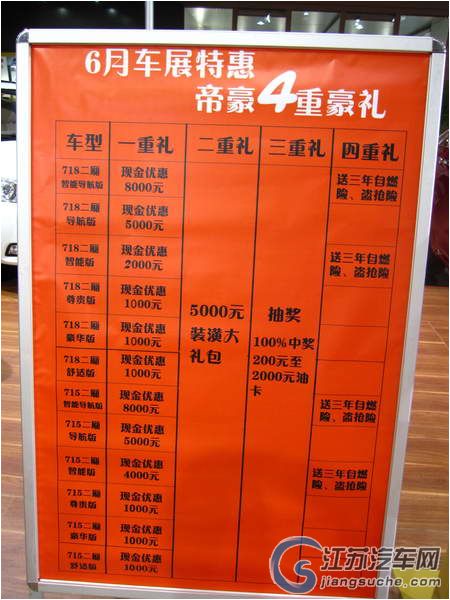 6月车展特惠
帝豪4重豪礼
车型 一重礼 二重礼 三重礼 四重礼
718二厢
智能导航版
现金优惠
8000元
送三年自燃
险、盗抢险
718二厢
导航版
现金优惠
5000元
718二厢
智能版
现金优惠
2000元
送三年自燃
险、盗抢险
718二厢
尊贵版
现金优惠
1000元
718二厢
豪华版
现金优惠
1000元
718二厢
舒适版
现金优惠
1000元
5000元
装潢大
礼包
抽奖
100%中奖
200元至
2000元油
卡
715二厢
智能导航版
现金优惠
8000元
送三年自燃
险、盗抢险
715二厢
导航版
现金优惠
5000元
715二厢
智能版
现金优惠
4000元
送三年自燃
险、盗抢险
715二厢
尊贵版
现金优惠
1000元
715二厢
豪华版
现金优惠
1000元
715二厢
舒适版
现金优惠
1000元
江苏汽车网
jiangsuche.com